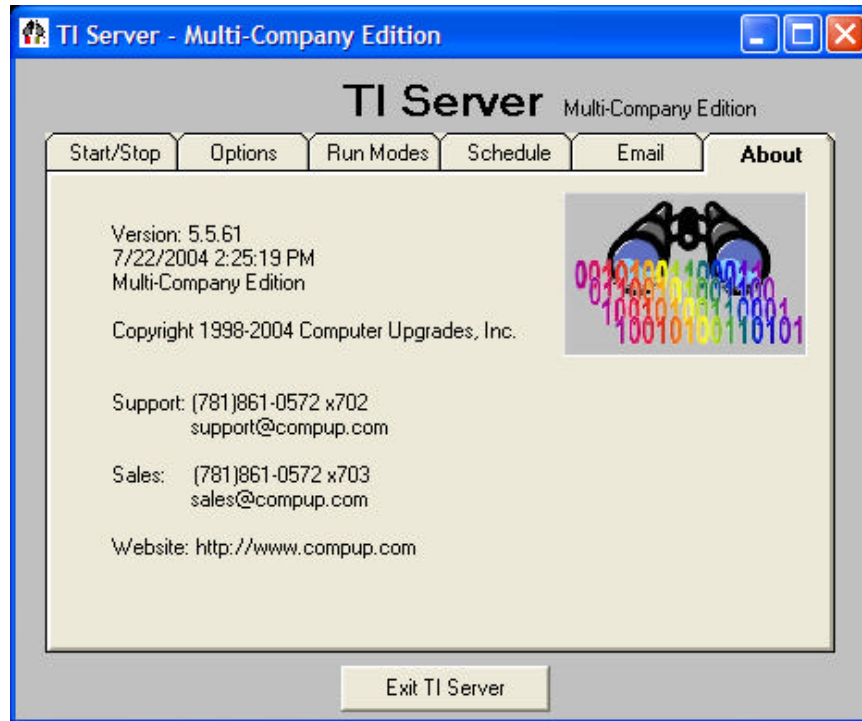 TI Server - Multi-Company Edition
TI Server Multi-Company Edition
Start/Stop Options Run Modes Schedule Email About
Version: 5.5.61
7/22/2004 2:25:19 PM
Multi-Company Edition
Copyright 1998-2004 Computer Upgrades, Inc.
Support: (781)861-0572 x702
support@compup.com
Sales: (781)861-0572 x703
sales@compup.com
Website: http://www.compup.com
100101001110101
Exit TI Server